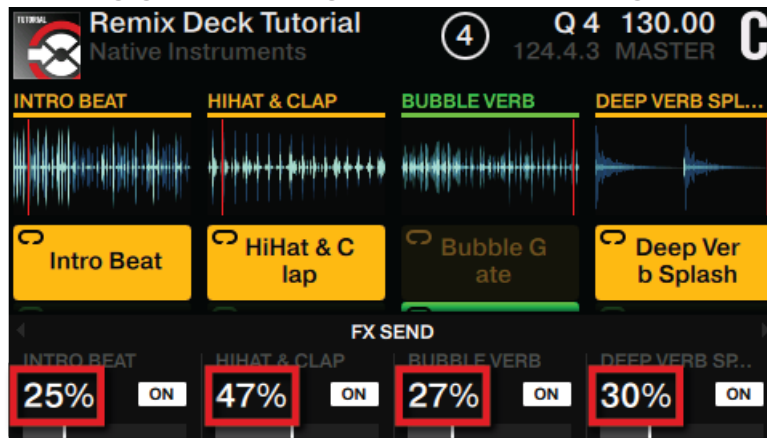 TUTORIAL
Remix Deck Tutorial
4
Q 4 130.00
C
Native Instruments
124.4.3 MASTER
INTRO BEAT
HIHAT & CLAP
BUBBLE VERB
DEEP VERB SPL...
Intro Beat
HiHat & C
lap
Bubble G
ate
Deep Ver
b Splash
FX SEND
INTRO BEAT
HIHAT & CLAP
BUBBLE VERB
DEEP VERB SP...
25% ON
47% ON
27% ON
30% ON